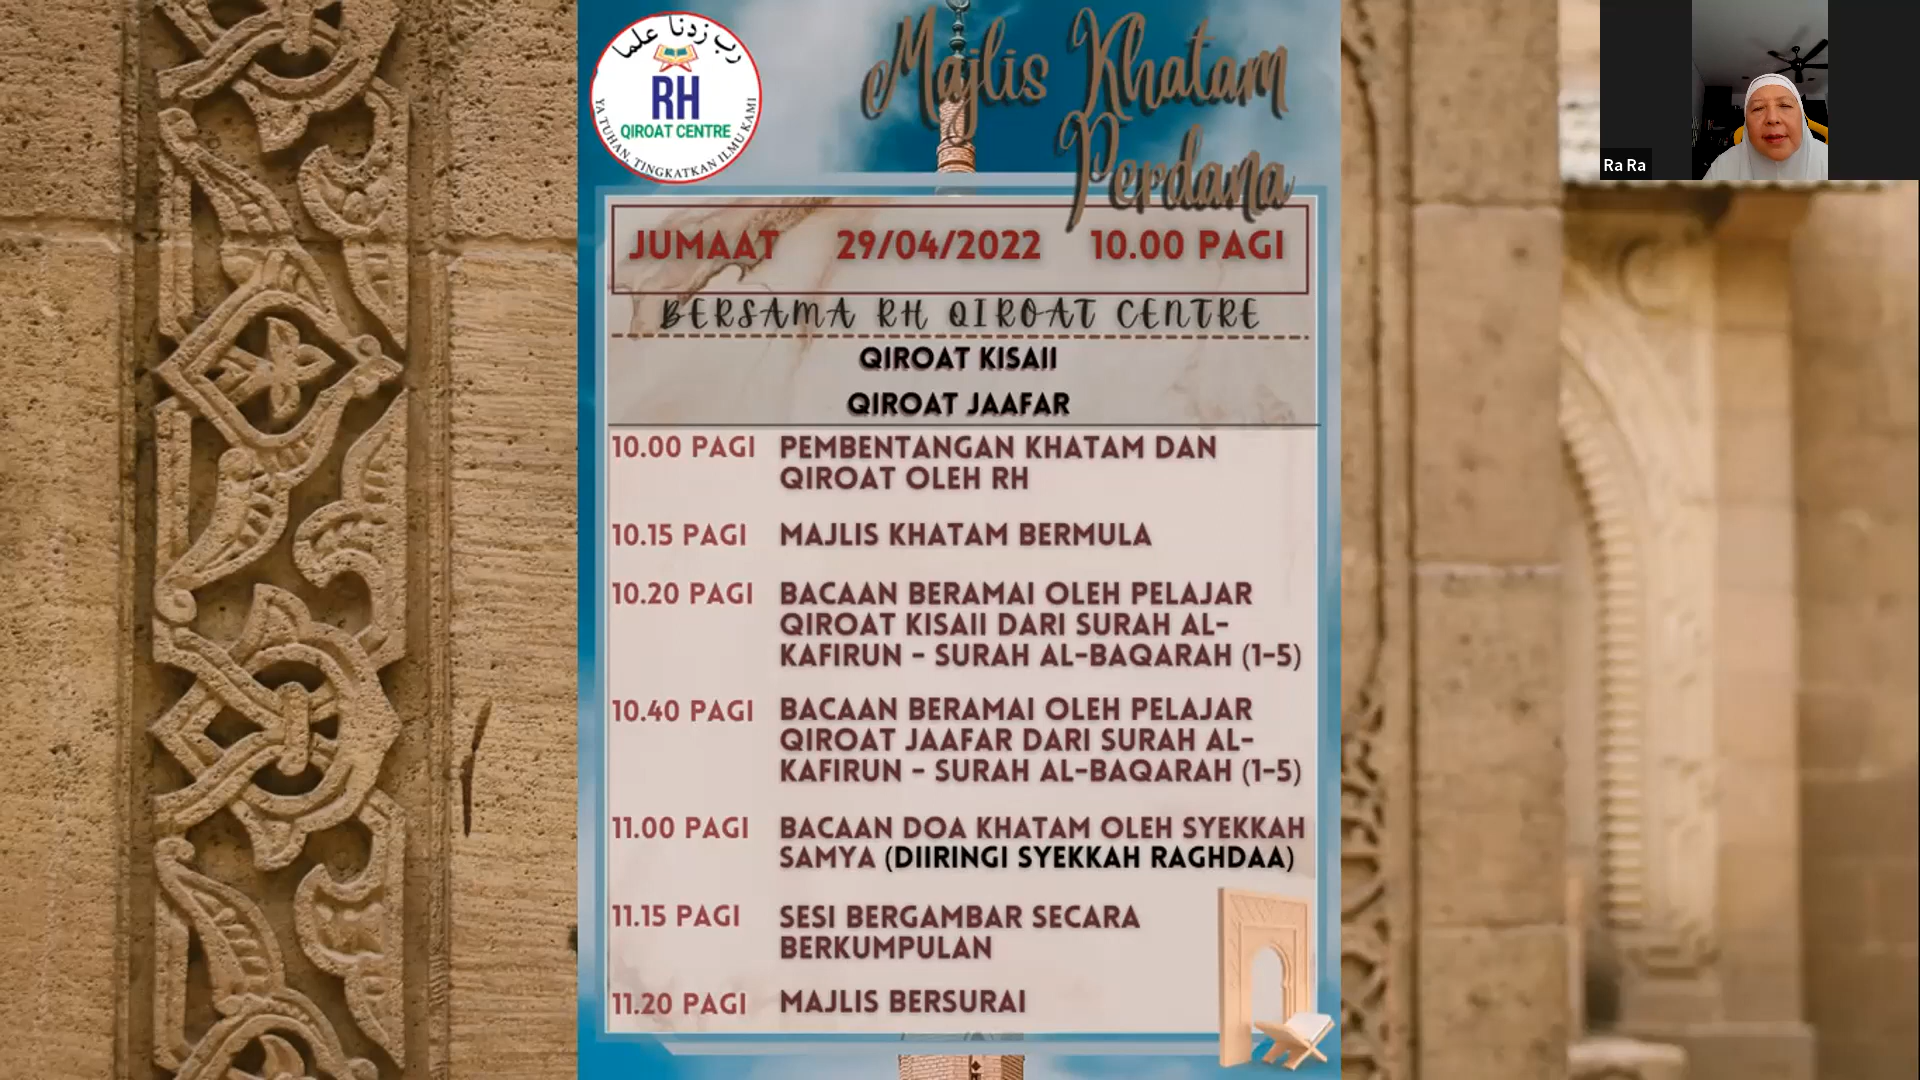 رب زدنا علما
RH
QIROAT CENTRE
YA TUHAN, TINGKATKAN ILMU KAMI
Majlis Khatam
Perdana
Ra Ra
JUMAAT 29/04/2022 10.00 PAGI
BERSAMA RH QIROAT CENTRE
QIROAT KISAII
QIROAT JAAFAR
10.00 PAGI PEMBENTANGAN KHATAM DAN
QIROAT OLEH RH
10.15 PAGI MAJLIS KHATAM BERMULA
10.20 PAGI BACAAN BERAMAI OLEH PELAJAR
QIROAT KISAII DARI SURAH AL-
KAFIRUN - SURAH AL-BAQARAH (1-5)
10.40 PAGI BACAAN BERAMAI OLEH PELAJAR
QIROAT JAAFAR DARI SURAH AL-
KAFIRUN - SURAH AL-BAQARAH (1-5)
11.00 PAGI BACAAN DOA KHATAM OLEH SYEKKAH
SAMYA (DIIRINGI SYEKKAH RAGHDAA)
11.15 PAGI SESI BERGAMBAR SECARA
BERKUMPULAN
11.20 PAGI MAJLIS BERSURAI